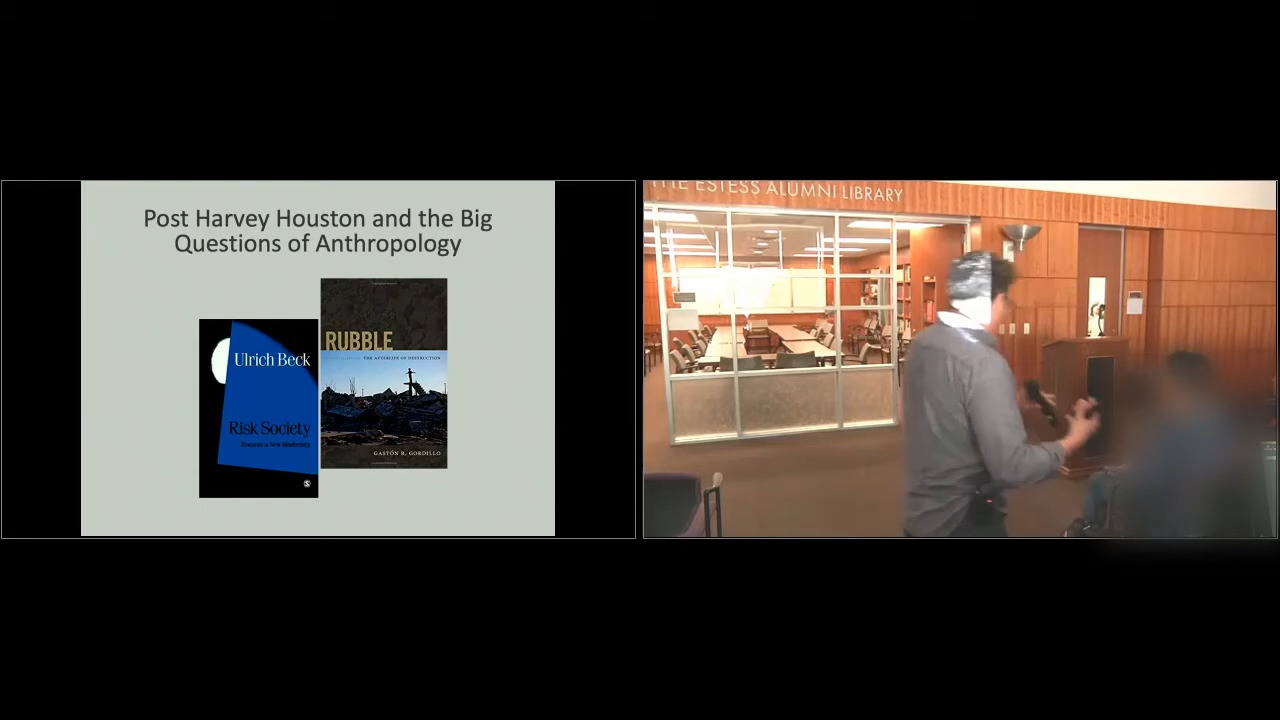 Post Harvey Houston and the Big
Questions of Anthropology
Ulrich Beck
Risk Society
Towards a New Modernity
RUBBLE
THE AFTERLIFE OF DESTRUCTION
GASTÓN R. GORDILLO
THE ESTESS ALUMNI LIBRARY